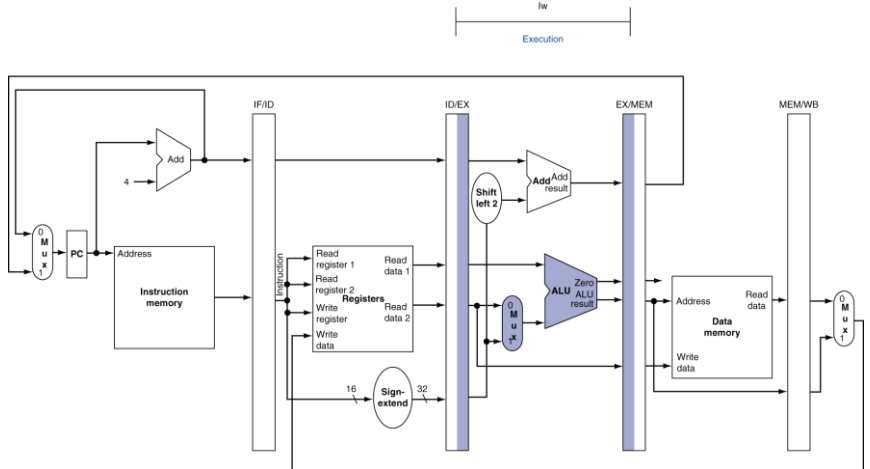 lw
Execution
IF/ID
ID/EX
EX/MEM
MEM/WB
Add
4
0
M
u
x
1
PC
Address
Instruction
memory
Instruction
Read
register 1
Read
register 2
Write
register
Write
data
Registers
Read
data 1
Read
data 2
16
Sign-
extend
32
Shift
left 2
Add
Add
result
0
M
u
x
1
ALU
Zero
ALU
result
Address
Read
data
Data
memory
Write
data
0
M
u
x
1